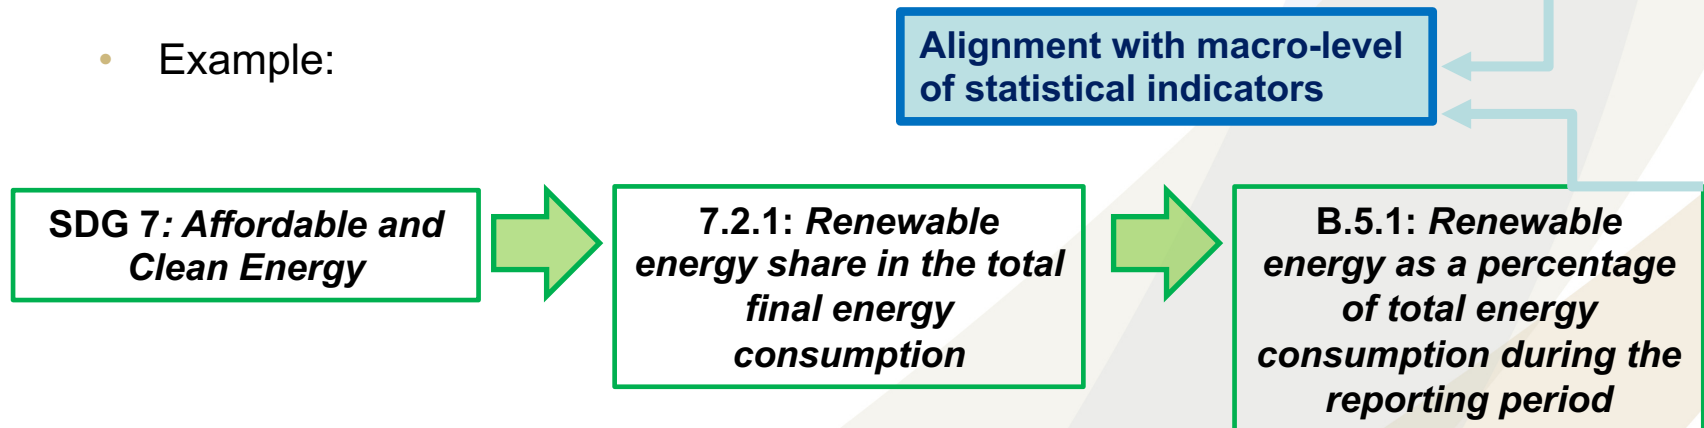 • Example:
Alignment with macro-level
of statistical indicators
SDG 7: Affordable and
Clean Energy
7.2.1: Renewable
energy share in the total
final energy
consumption
B.5.1: Renewable
energy as a percentage
of total energy
consumption during the
reporting period